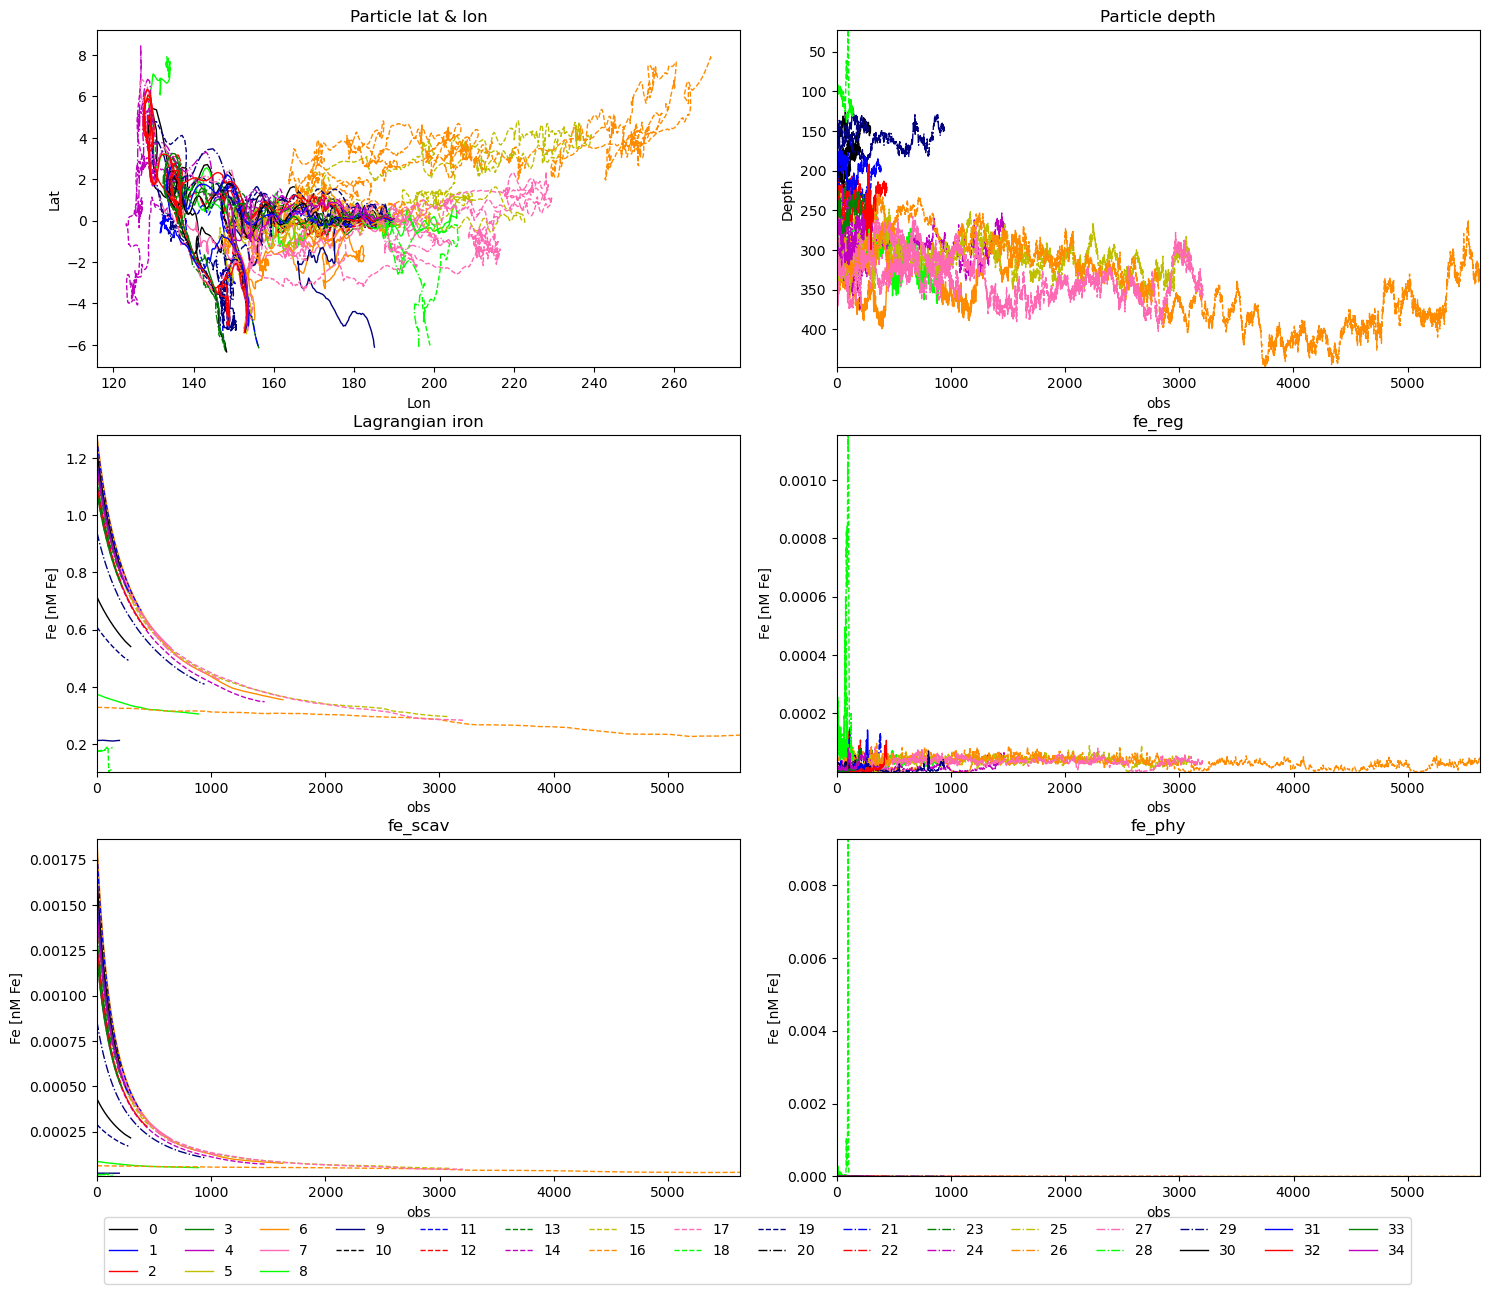 Particle lat & lon
Lat
8
6
4
2
0
−2
−4
−6
120 140 160 180 200 220 240 260
Lon
Particle depth
Depth
50
100
150
200
250
300
350
400
0 1000 2000 3000 4000 5000
obs
Lagrangian iron
Fe [nM Fe]
1.2
1.0
0.8
0.6
0.4
0.2
0 1000 2000 3000 4000 5000
obs
fe_reg
Fe [nM Fe]
0.0010
0.0008
0.0006
0.0004
0.0002
0 1000 2000 3000 4000 5000
obs
fe_scav
Fe [nM Fe]
0.00175
0.00150
0.00125
0.00100
0.00075
0.00050
0.00025
0 1000 2000 3000 4000 5000
obs
fe_phy
Fe [nM Fe]
0.008
0.006
0.004
0.002
0.000
0 1000 2000 3000 4000 5000
obs
0 3 6 9 11 13 15 17 19 21 23 25 27 29 31 33
1 4 7 10 12 14 16 18 20 22 24 26 28 30 32 34
2 5 8